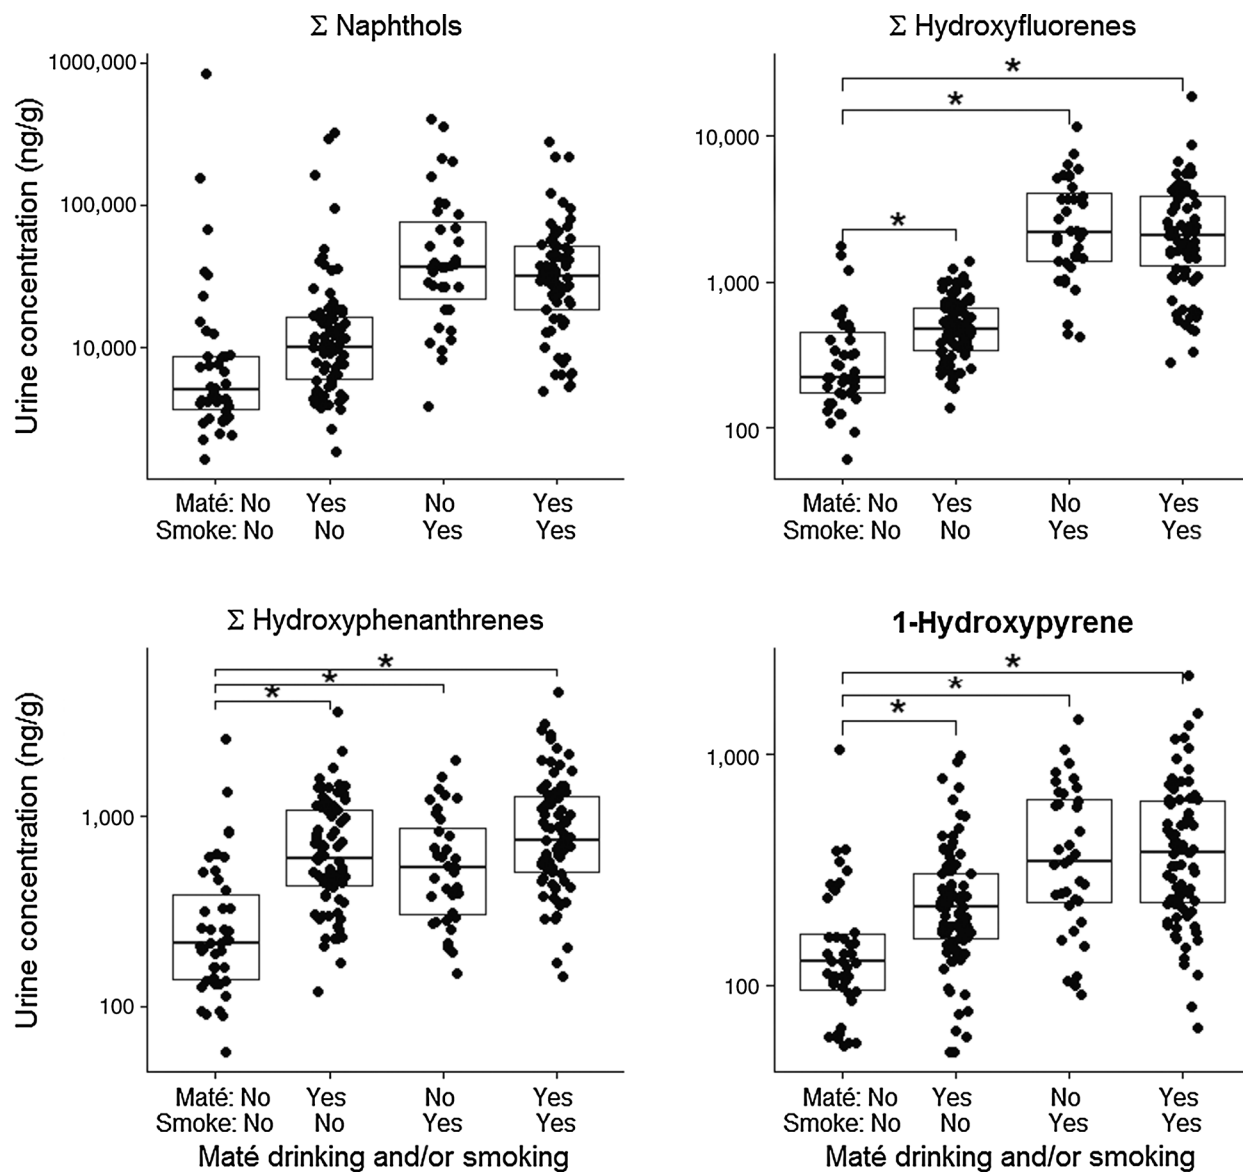 Σ Naphthols
Urine concentration (ng/g)
1000,000
100,000
10,000
Maté: No Yes No Yes
Smoke: No No Yes Yes
Σ Hydroxyfluorenes
10,000
1,000
100
* * *
Maté: No Yes No Yes
Smoke: No No Yes Yes
Σ Hydroxyphenanthrenes
Urine concentration (ng/g)
1,000
100
* * *
Maté: No Yes No Yes
Smoke: No No Yes Yes
Maté drinking and/or smoking
1-Hydroxypyrene
1,000
100
* * *
Maté: No Yes No Yes
Smoke: No No Yes Yes
Maté drinking and/or smoking